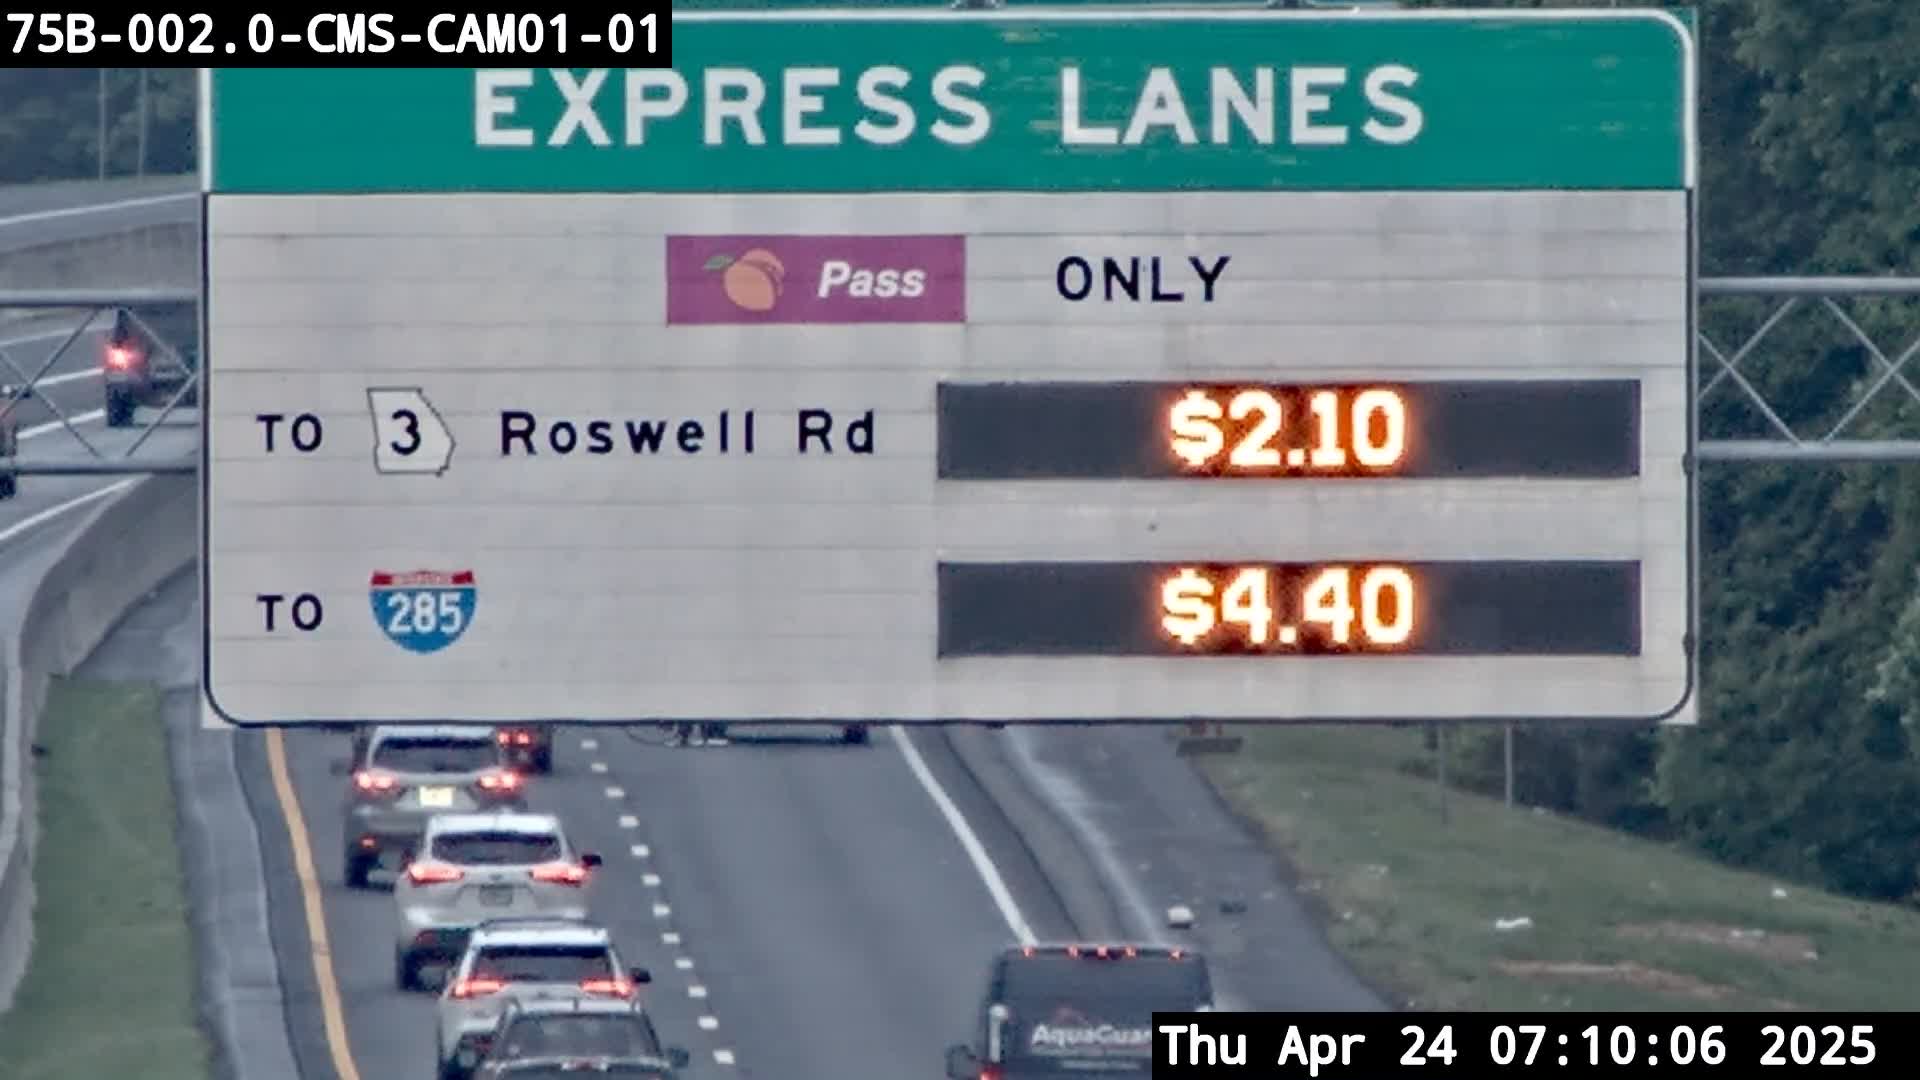 75B-002.0-CMS-CAM01-01
EXPRESS LANES
Pass ONLY
TO 3 Roswell Rd $2.10
TO 285 $4.40
Thu Apr 24 07:10:06 2025